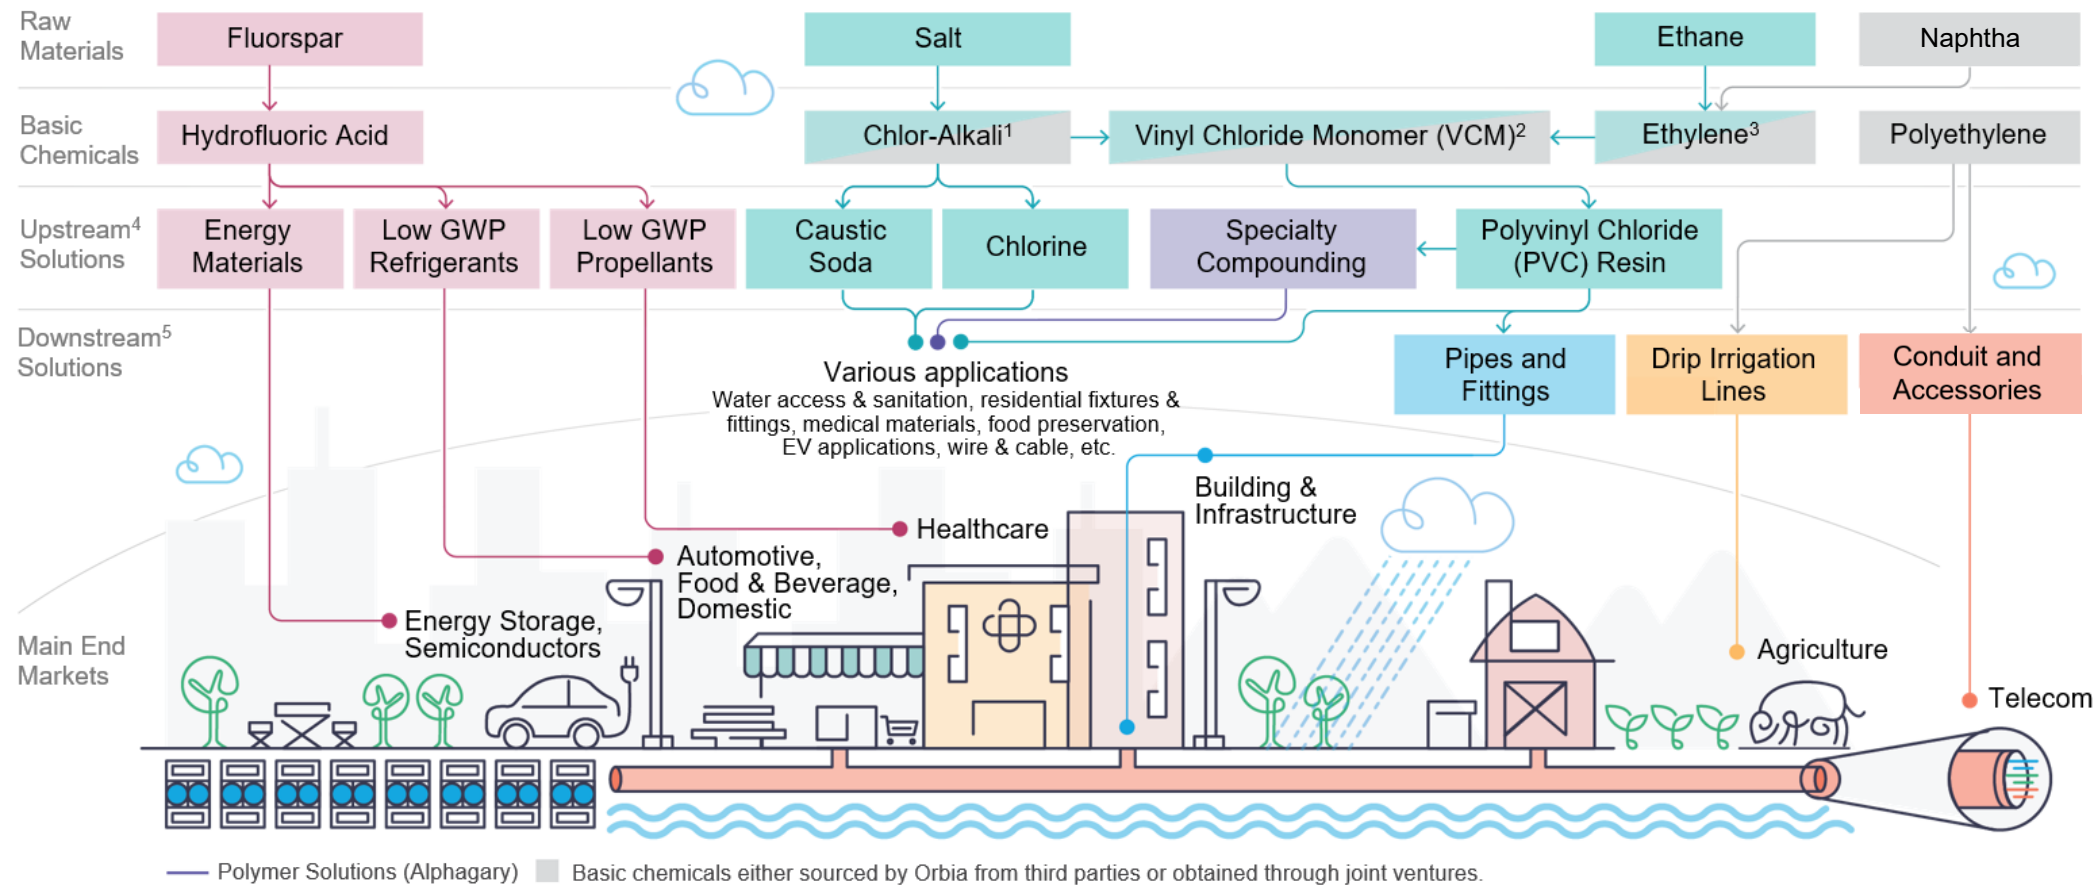 Raw
Materials
Fluorspar
Salt
Ethane
Naphtha
Basic
Chemicals
Hydrofluoric Acid
Chlor-Alkali¹
Vinyl Chloride Monomer (VCM)²
Ethylene³
Polyethylene
Upstream⁴
Solutions
Energy
Materials
Low GWP
Refrigerants
Low GWP
Propellants
Caustic
Soda
Chlorine
Specialty
Compounding
Polyvinyl Chloride
(PVC) Resin
Downstream⁵
Solutions
Various applications
Water access & sanitation, residential fixtures &
fittings, medical materials, food preservation,
EV applications, wire & cable, etc.
Pipes and
Fittings
Drip Irrigation
Lines
Conduit and
Accessories
Building &
Infrastructure
Healthcare
Automotive,
Food & Beverage,
Domestic
Energy Storage,
Semiconductors
Main End
Markets
Agriculture
Telecom
Polymer Solutions (Alphagary)
Basic chemicals either sourced by Orbia from third parties or obtained through joint ventures.